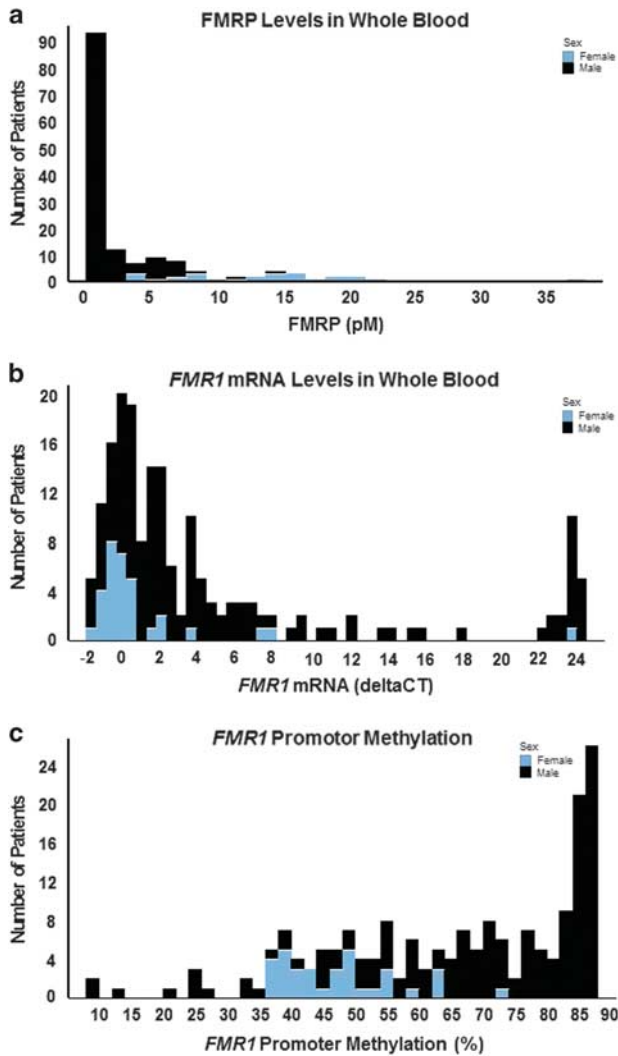 a
FMRP Levels in Whole Blood
Sex
Female
Male
Number of Patients
90
80
70
60
50
40
30
20
10
0
0 5 10 15 20 25 30 35
FMRP (pM)
b
FMR1 mRNA Levels in Whole Blood
Sex
Female
Male
Number of Patients
20
16
12
8
4
0
-2 0 2 4 6 8 10 12 14 16 18 20 22 24
FMR1 mRNA (deltaCT)
c
FMR1 Promotor Methylation
Sex
Female
Male
Number of Patients
24
20
16
12
8
4
0
10 15 20 25 30 35 40 45 50 55 60 65 70 75 80 85 90
FMR1 Promoter Methylation (%)